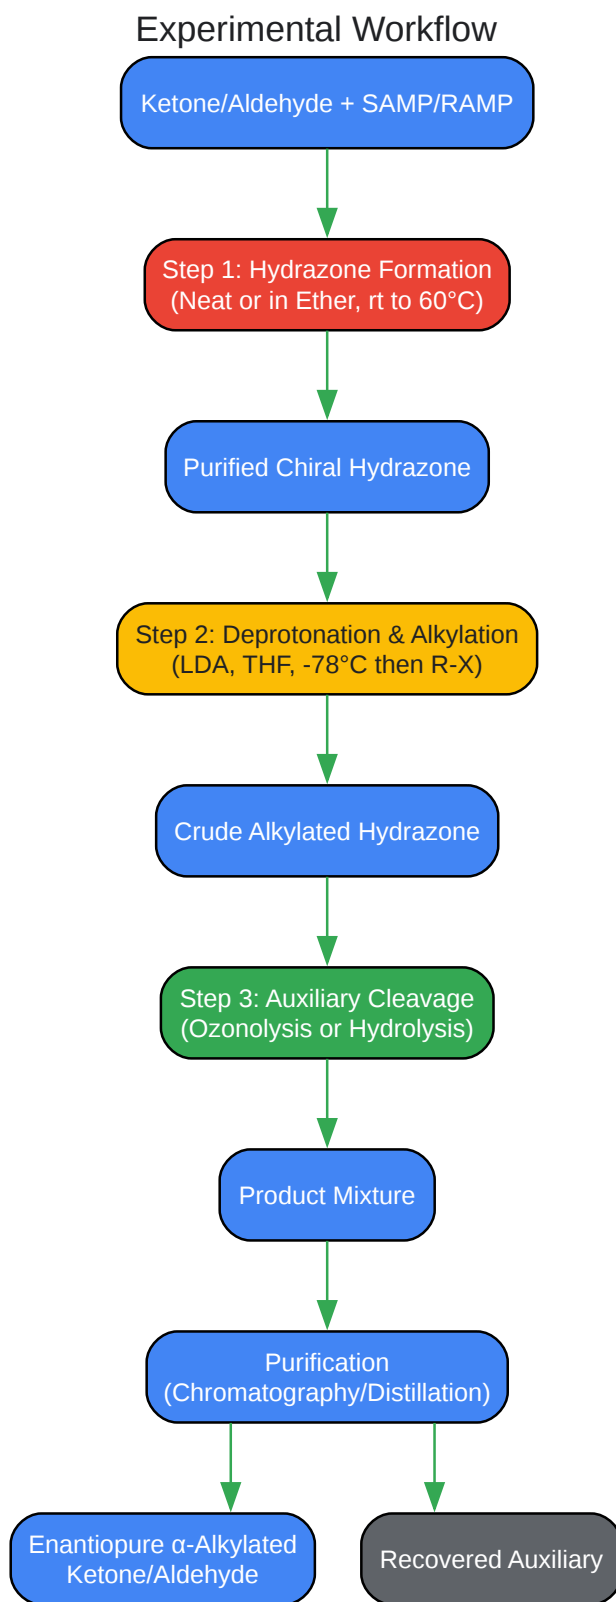 Experimental Workflow
Ketone/Aldehyde + SAMP/RAMP
Step 1: Hydrazone Formation
(Neat or in Ether, rt to 60°C)
Purified Chiral Hydrazone
Step 2: Deprotonation & Alkylation
(LDA, THF, -78°C then R-X)
Crude Alkylated Hydrazone
Step 3: Auxiliary Cleavage
(Ozonolysis or Hydrolysis)
Product Mixture
Purification
(Chromatography/Distillation)
Enantiopure α-Alkylated
Ketone/Aldehyde
Recovered Auxiliary